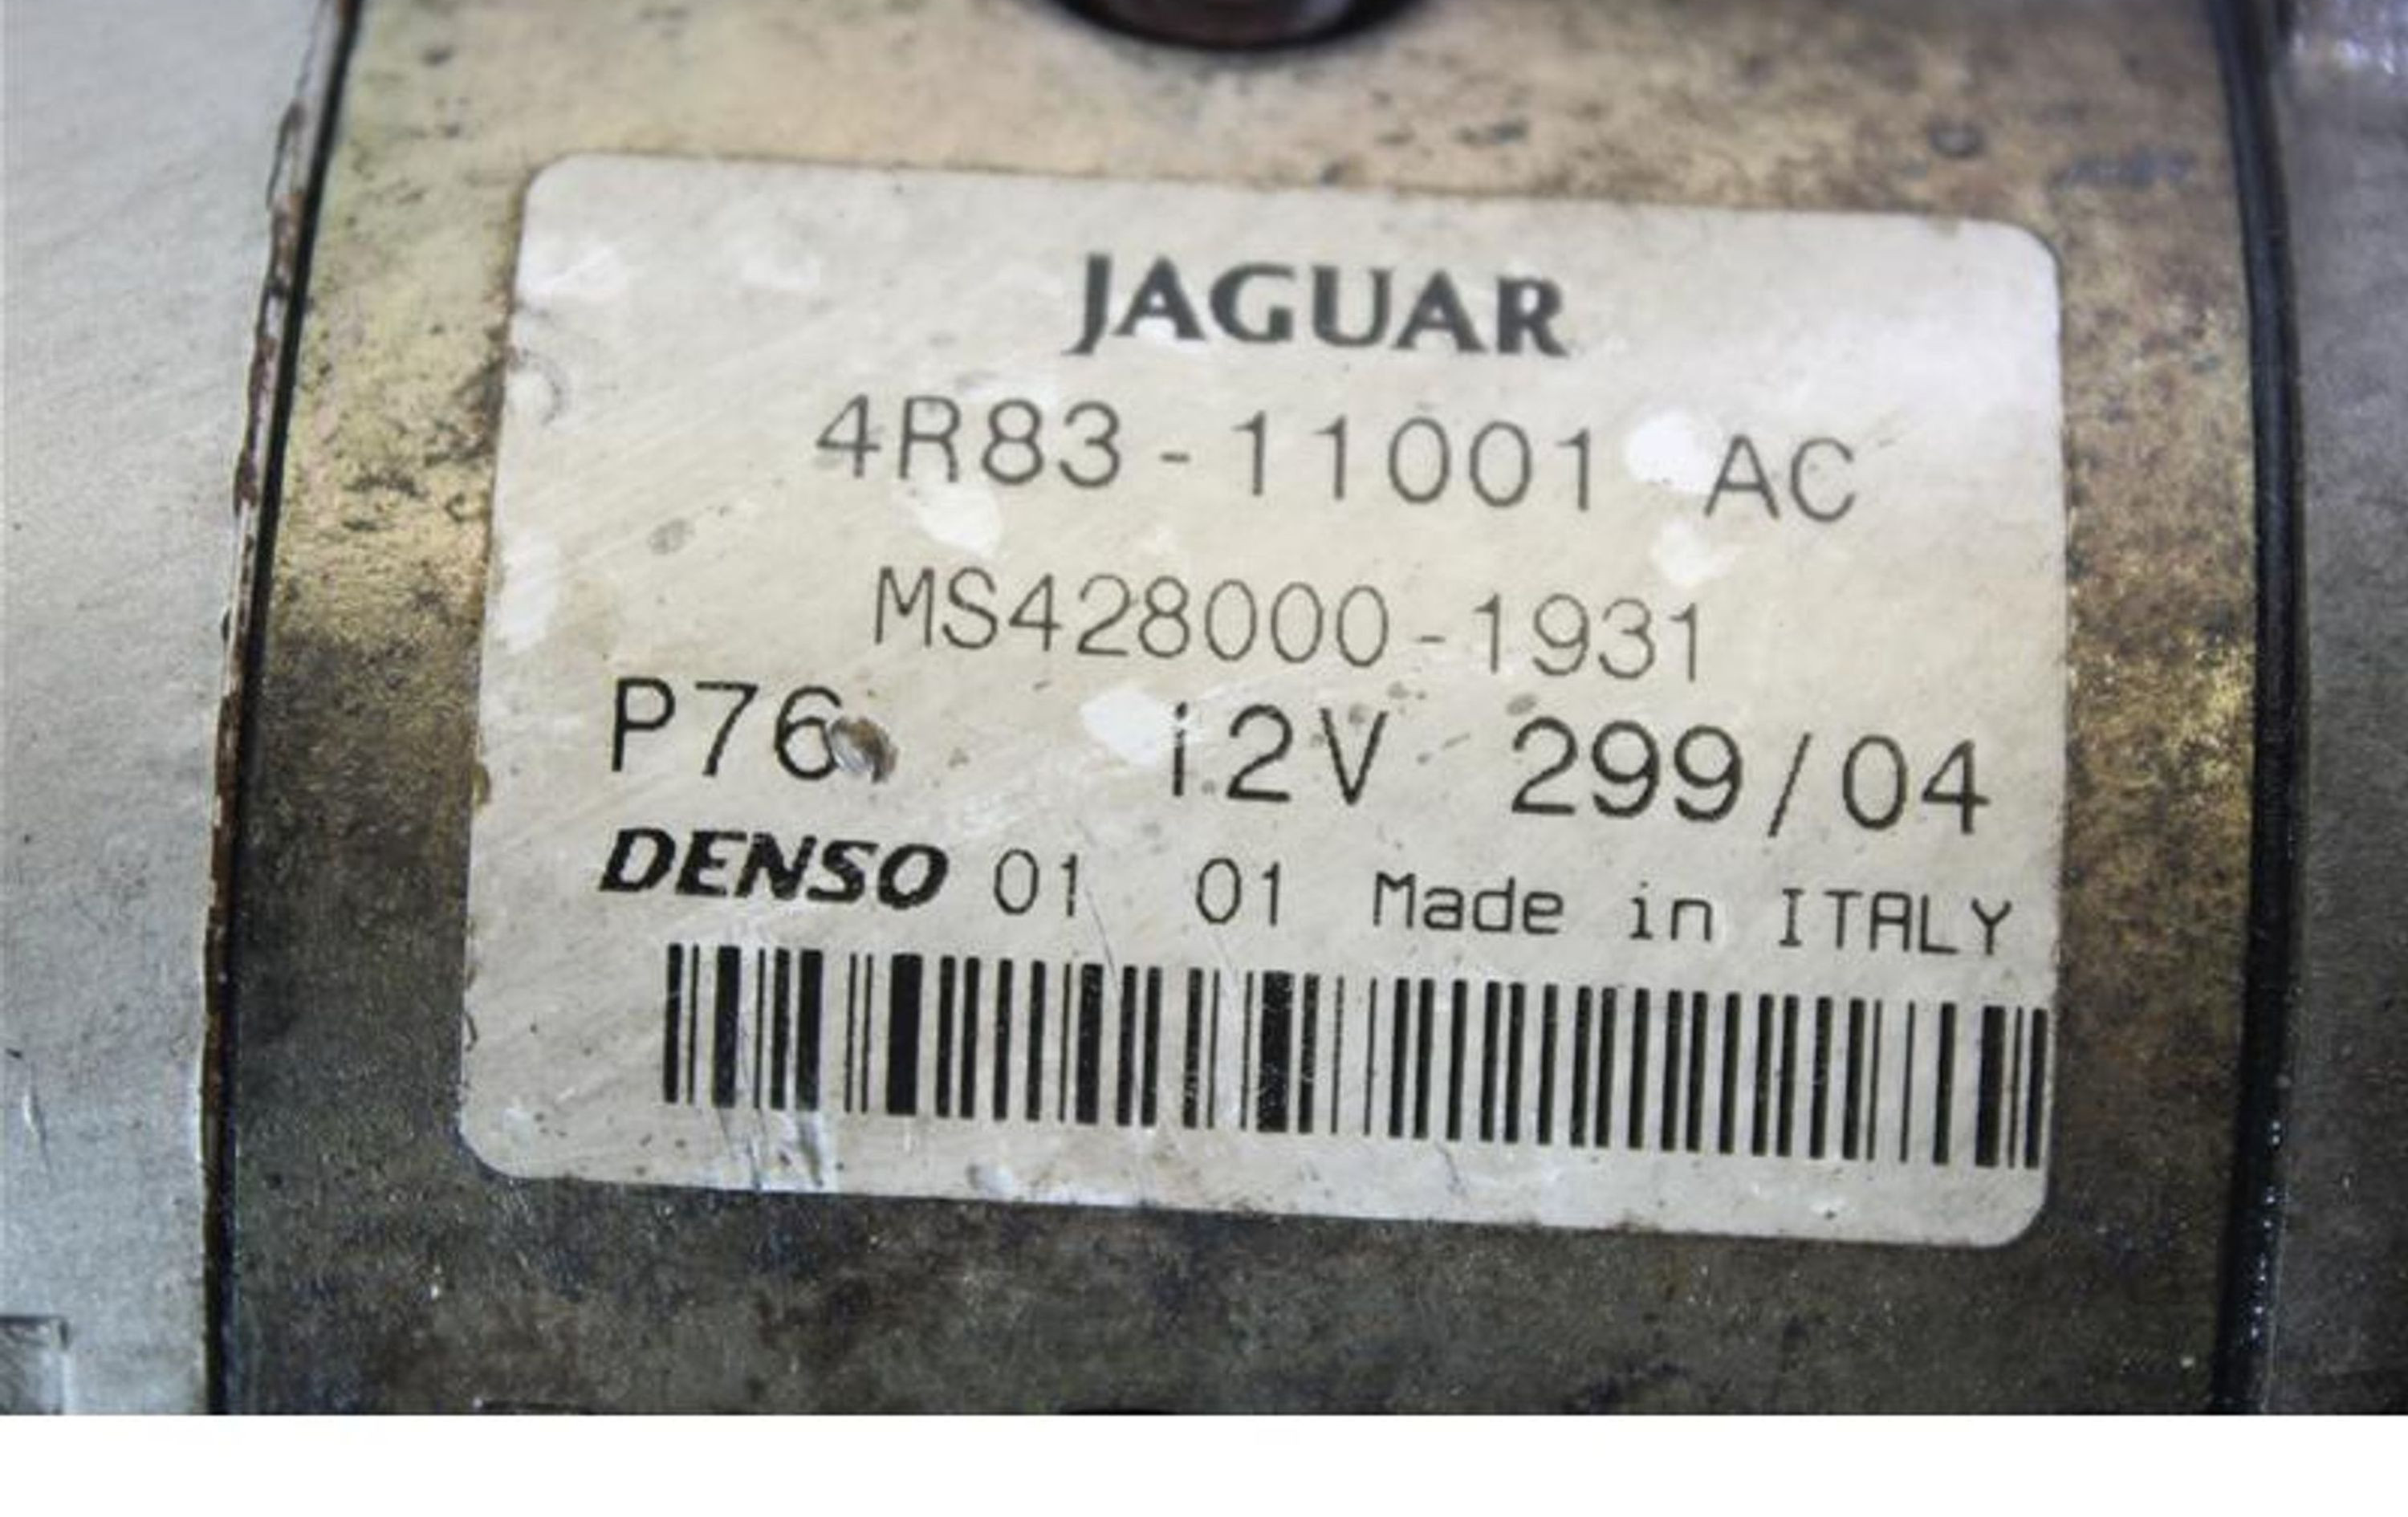 JAGUAR
4R83-11001 AC
MS428000-1931
P76 12V 299/04
DENSO 01 01 Made in ITALY